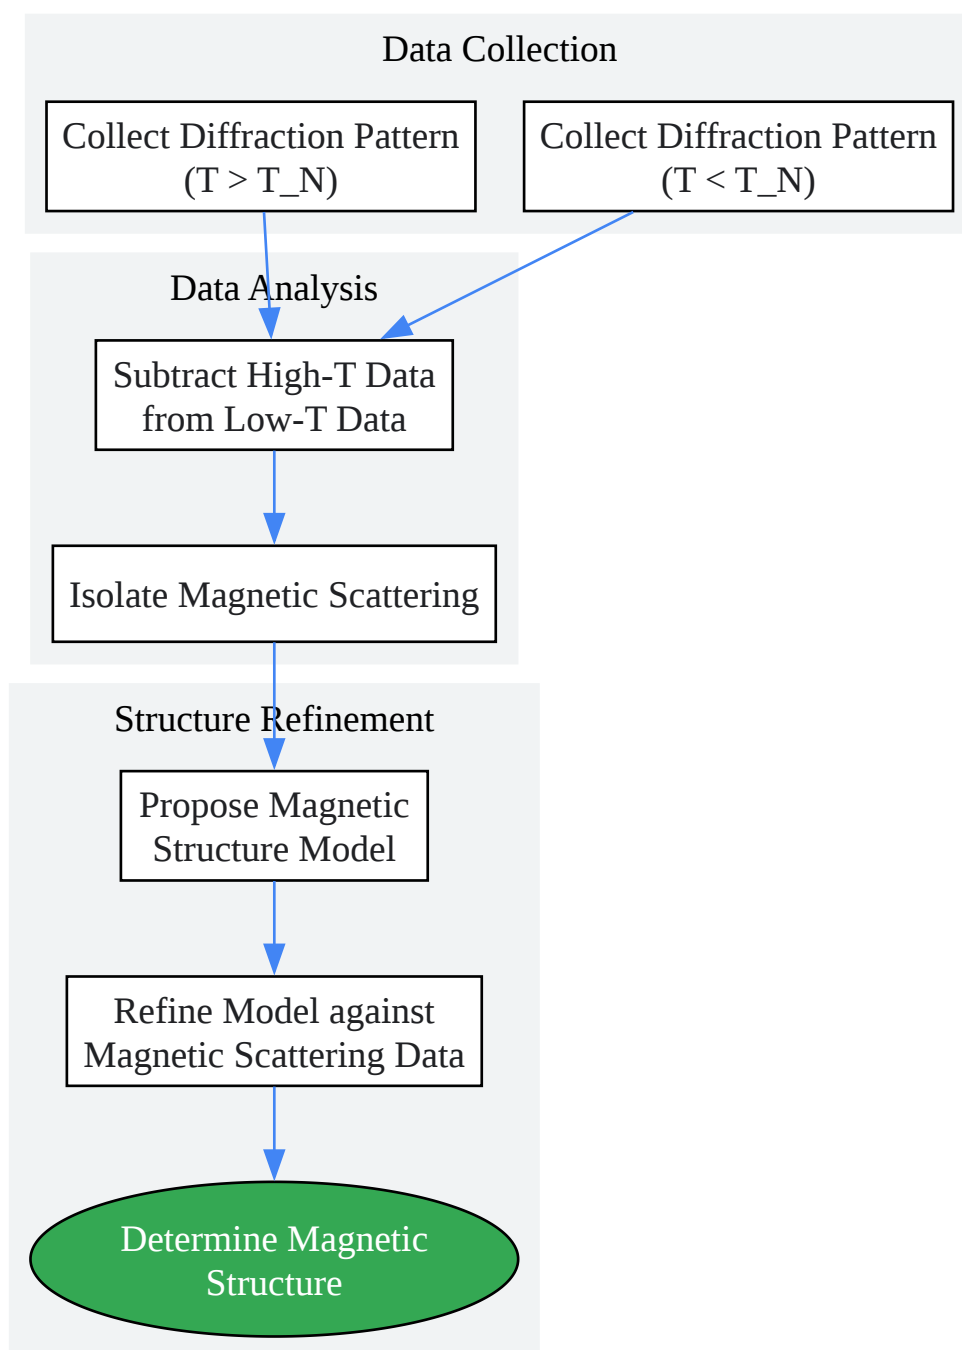 Data Collection
Collect Diffraction Pattern
(T > T_N)
Collect Diffraction Pattern
(T < T_N)
Data Analysis
Subtract High-T Data
from Low-T Data
Isolate Magnetic Scattering
Structure Refinement
Propose Magnetic
Structure Model
Refine Model against
Magnetic Scattering Data
Determine Magnetic
Structure